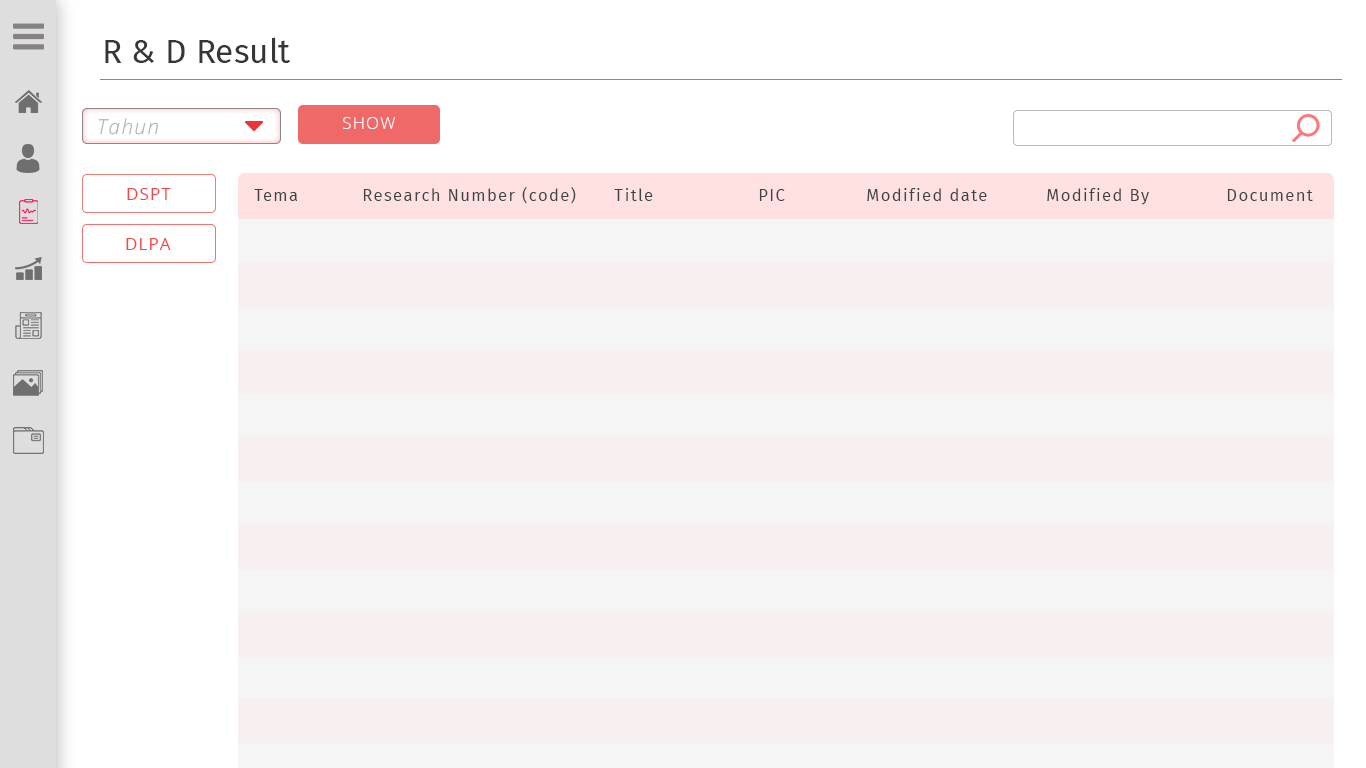 R & D Result
Tahun
SHOW
DSPT
DLPA
Tema Research Number (code) Title PIC Modified date Modified By Document